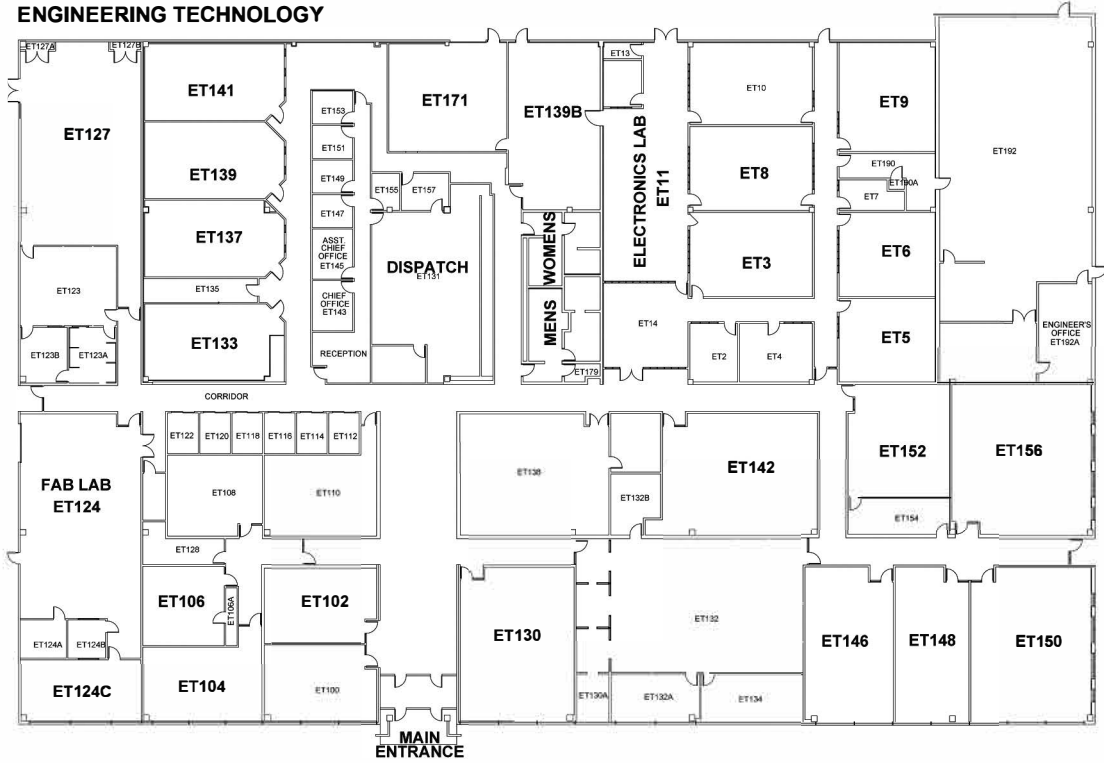 ENGINEERING TECHNOLOGY
ET127A
ET127B
ET141
ET127
ET139
ET137
ET123
ET135
ET133
ET123B
ET123A
ET153
ET151
ET149
ET147
ASST.
CHIEF
OFFICE
ET145
CHIEF
OFFICE
ET143
RECEPTION
ET171
ET155
ET157
DISPATCH
ET131
ET139B
WOMENS
MENS
ET179
ET13
ELECTRONICS LAB
ET11
ET14
ET10
ET8
ET3
ET2
ET4
ET9
ET190
ET190A
ET7
ET6
ET5
ET192
ENGINEER'S
OFFICE
ET192A
CORRIDOR
FAB LAB
ET124
ET122
ET120
ET118
ET116
ET114
ET112
ET108
ET110
ET128
ET106
ET106A
ET102
ET124A
ET124B
ET124C
ET104
ET100
MAIN
ENTRANCE
ET138
ET132B
ET142
ET152
ET154
ET156
ET130
ET132
ET130A
ET132A
ET134
ET146
ET148
ET150